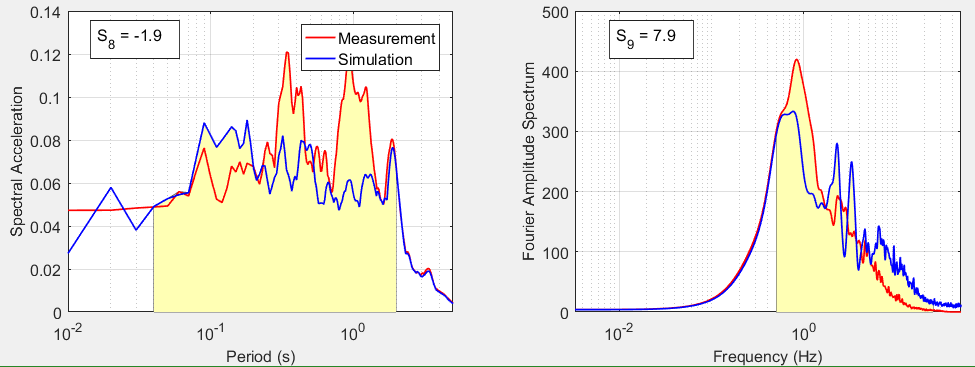 S8 = -1.9
Measurement
Simulation
0.14
0.12
0.1
0.08
0.06
0.04
0.02
0
10-2
10-1
100
Period (s)
Spectral Acceleration
S9 = 7.9
500
400
300
200
100
0
10-2
100
Frequency (Hz)
Fourier Amplitude Spectrum